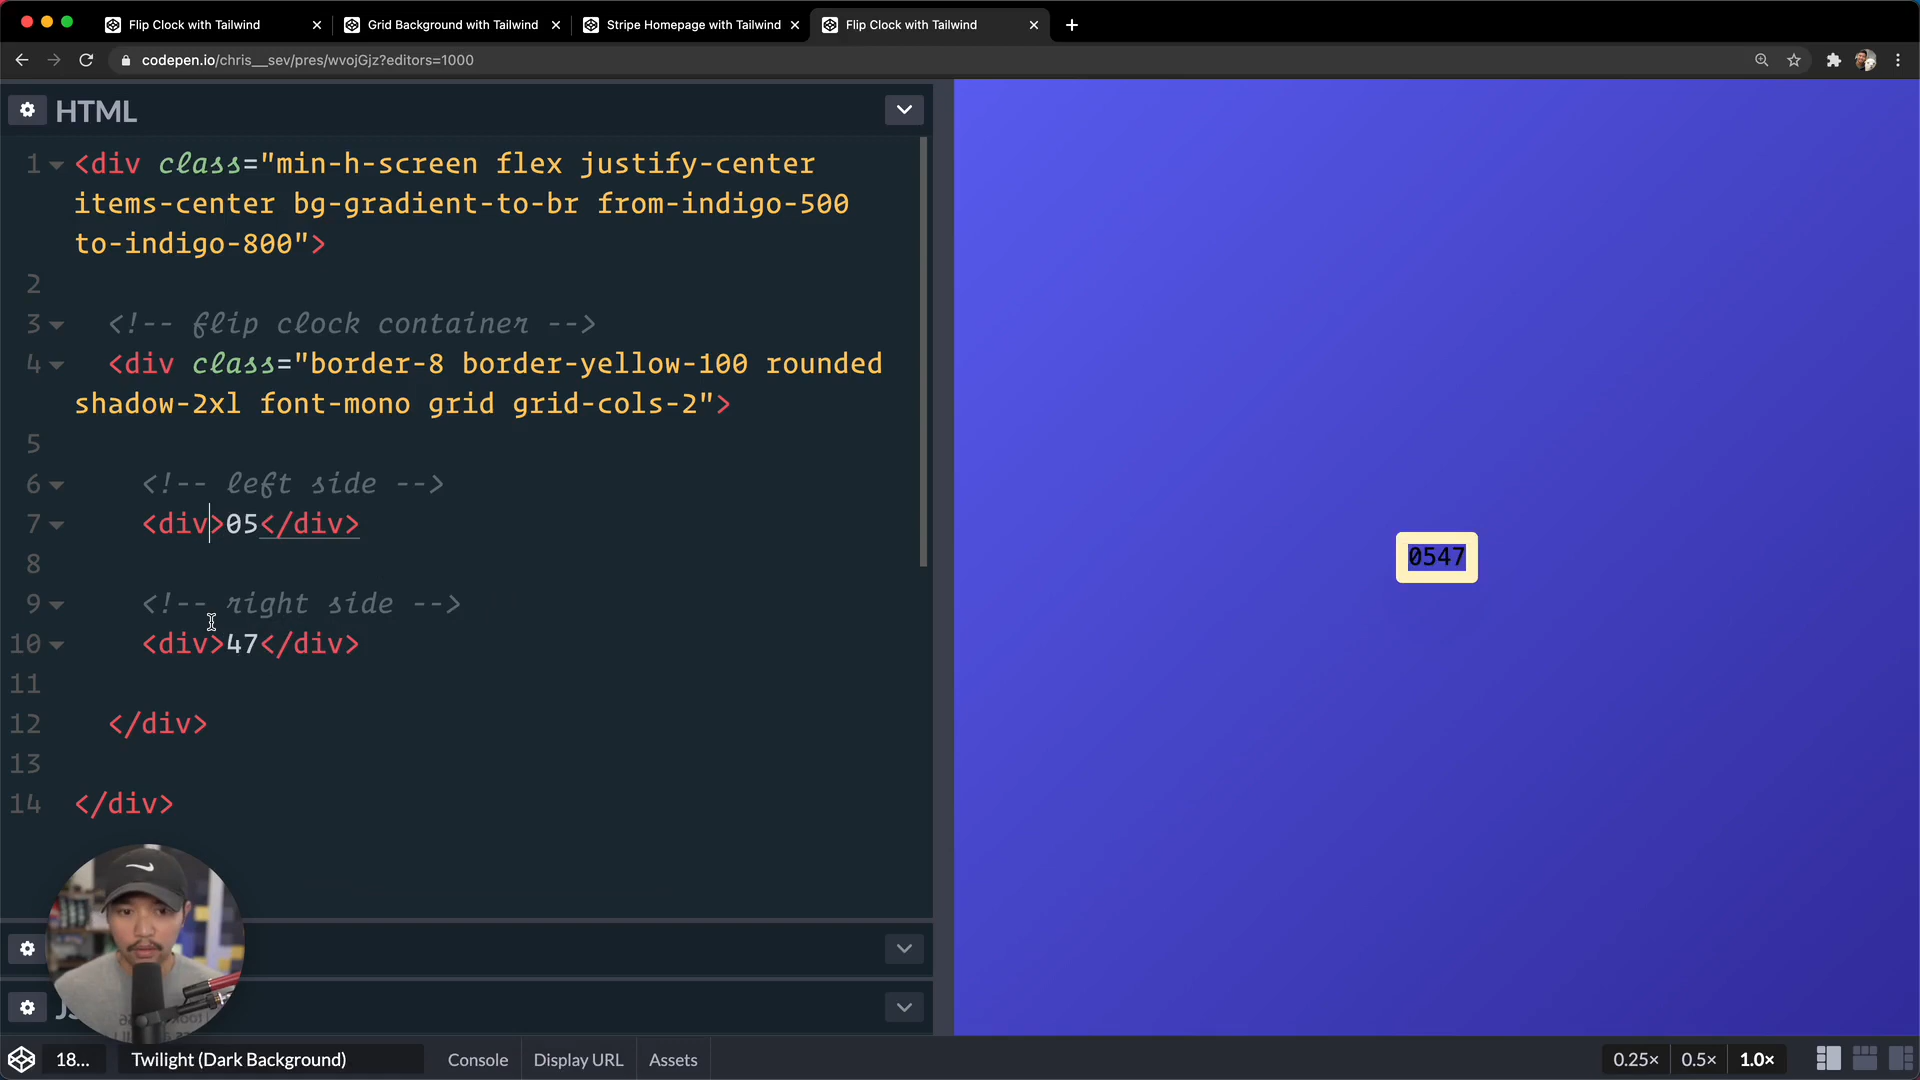 Flip Clock with Tailwind
Grid Background with Tailwind
Stripe Homepage with Tailwind
Flip Clock with Tailwind
codepen.io/chris__sev/pres/wvojGjz?editors=1000
HTML
1 <div class="min-h-screen flex justify-center
items-center bg-gradient-to-br from-indigo-500
to-indigo-800">
2
3 <!-- flip clock container -->
4 <div class="border-8 border-yellow-100 rounded
shadow-2xl font-mono grid grid-cols-2">
5
6 <!-- left side -->
7 <div>05</div>
8
9 <!-- right side -->
10 <div>47</div>
11
12 </div>
13
14 </div>
0547
18...
Twilight (Dark Background)
Console
Display URL
Assets
0.25×
0.5×
1.0×